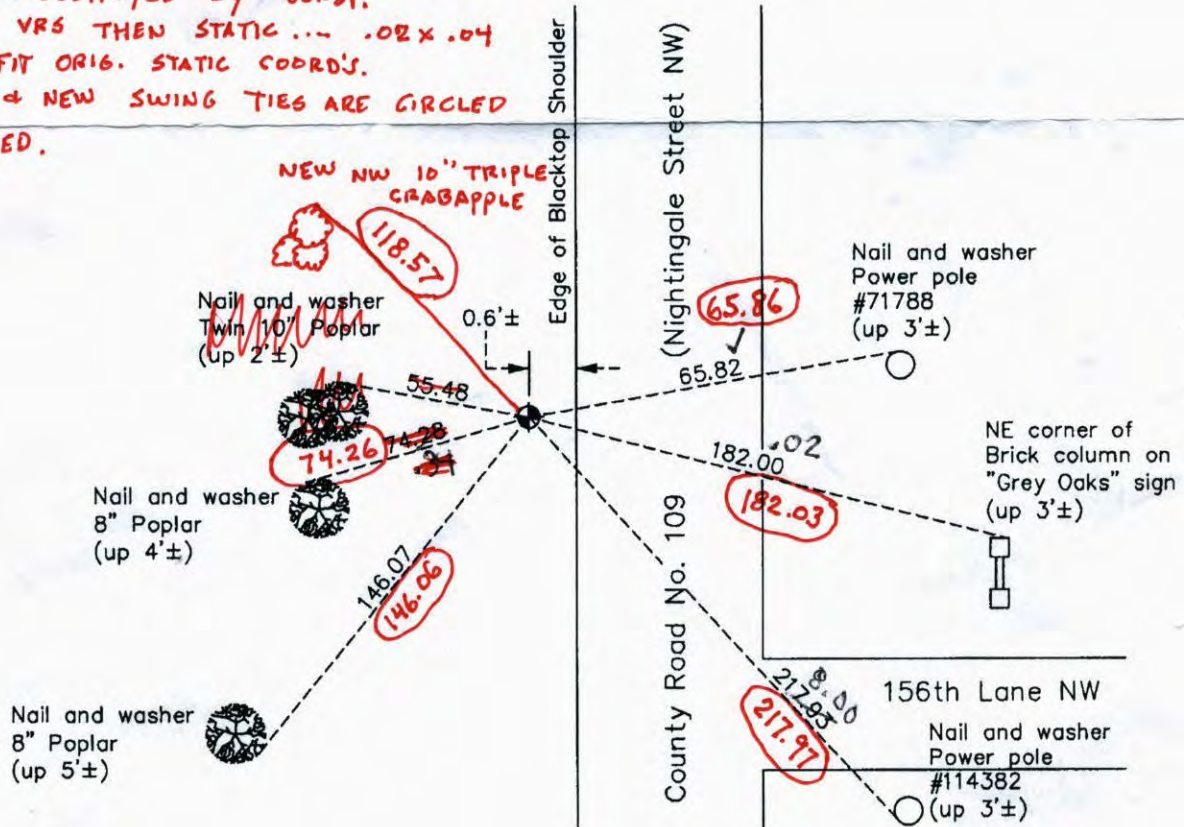 VRS THEN STATIC ... .02 x .04
FIT ORIG. STATIC COORD'S.
& NEW SWING TIES ARE CIRCLED
ED.
NEW NW 10" TRIPLE
CRABAPPLE
118.57
Edge of Blacktop Shoulder
(Nightingale Street NW)
County Road No. 109
Nail and washer
Twin 10" Poplar
(up 2'±)
0.6'±
55.48
74.28
74.26
65.86
65.82
Nail and washer
Power pole
#71788
(up 3'±)
.02
182.00
182.03
NE corner of
Brick column on
"Grey Oaks" sign
(up 3'±)
Nail and washer
8" Poplar
(up 4'±)
146.07
146.06
Nail and washer
8" Poplar
(up 5'±)
8.00
217.93
217.97
156th Lane NW
Nail and washer
Power pole
#114382
(up 3'±)